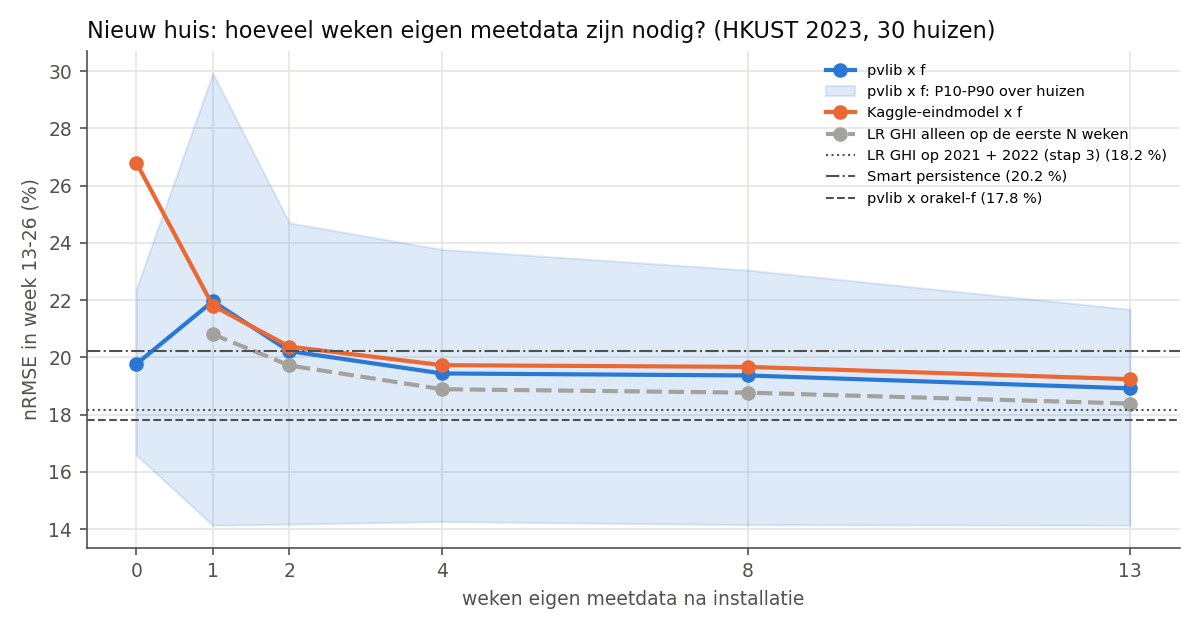 Nieuw huis: hoeveel weken eigen meetdata zijn nodig? (HKUST 2023, 30 huizen)
pvlib x f
pvlib x f: P10-P90 over huizen
Kaggle-eindmodel x f
LR GHI alleen op de eerste N weken
LR GHI op 2021 + 2022 (stap 3) (18.2 %)
Smart persistence (20.2 %)
pvlib x orakel-f (17.8 %)
nRMSE in week 13-26 (%)
30
28
26
24
22
20
18
16
14
0 1 2 4 8 13
weken eigen meetdata na installatie